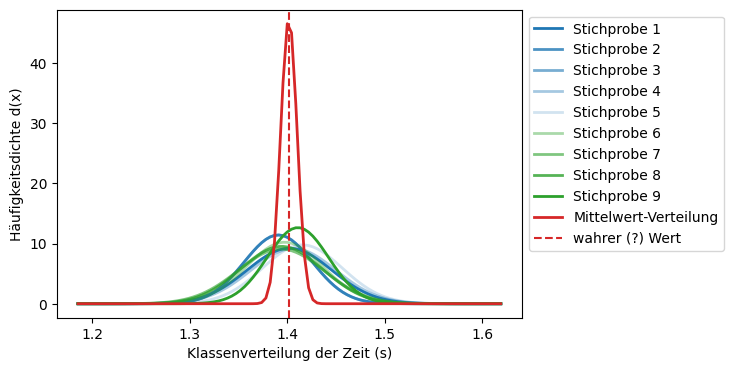 Häufigkeitsdichte d(x)
40
30
20
10
0
1.2 1.3 1.4 1.5 1.6
Klassenverteilung der Zeit (s)
Stichprobe 1
Stichprobe 2
Stichprobe 3
Stichprobe 4
Stichprobe 5
Stichprobe 6
Stichprobe 7
Stichprobe 8
Stichprobe 9
Mittelwert-Verteilung
wahrer (?) Wert